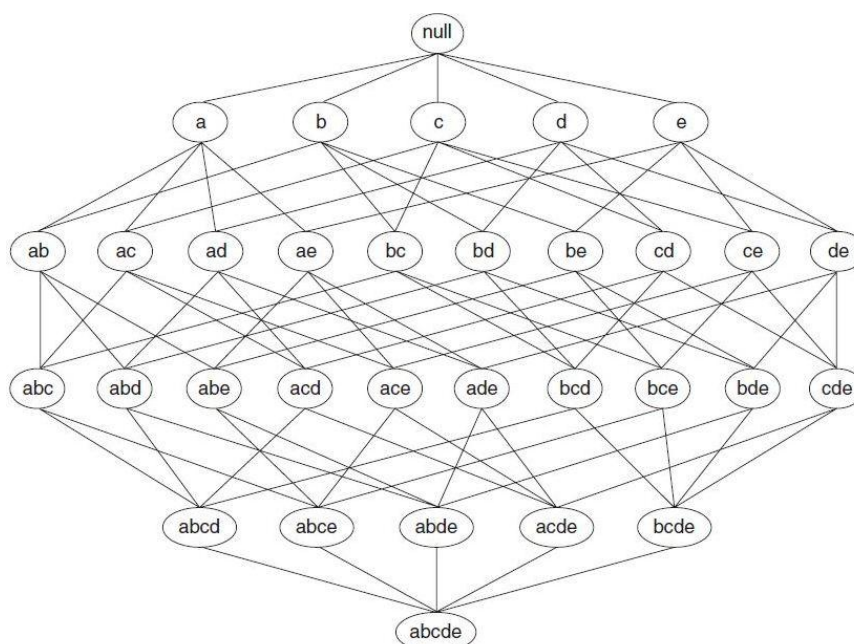 null
a b c d e
ab ac ad ae bc bd be cd ce de
abc abd abe acd ace ade bcd bce bde cde
abcd abce abde acde bcde
abcde